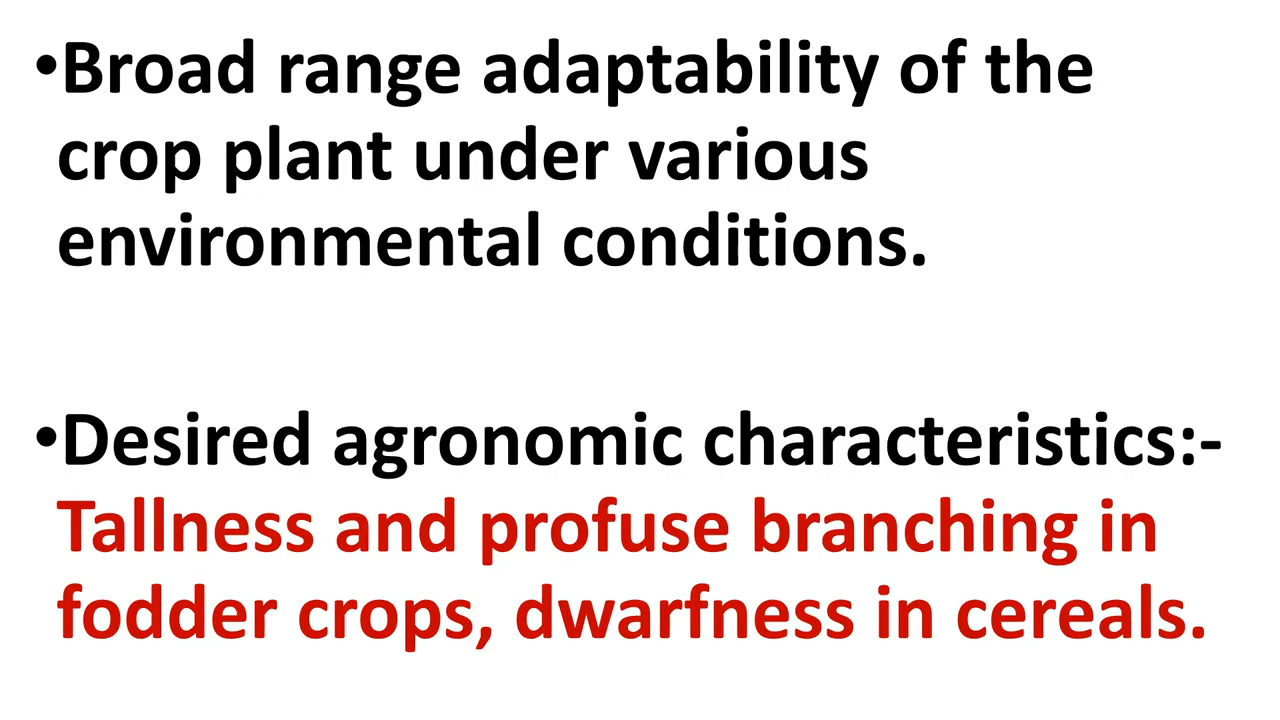 •Broad range adaptability of the
crop plant under various
environmental conditions.
•Desired agronomic characteristics:-
Tallness and profuse branching in
fodder crops, dwarfness in cereals.